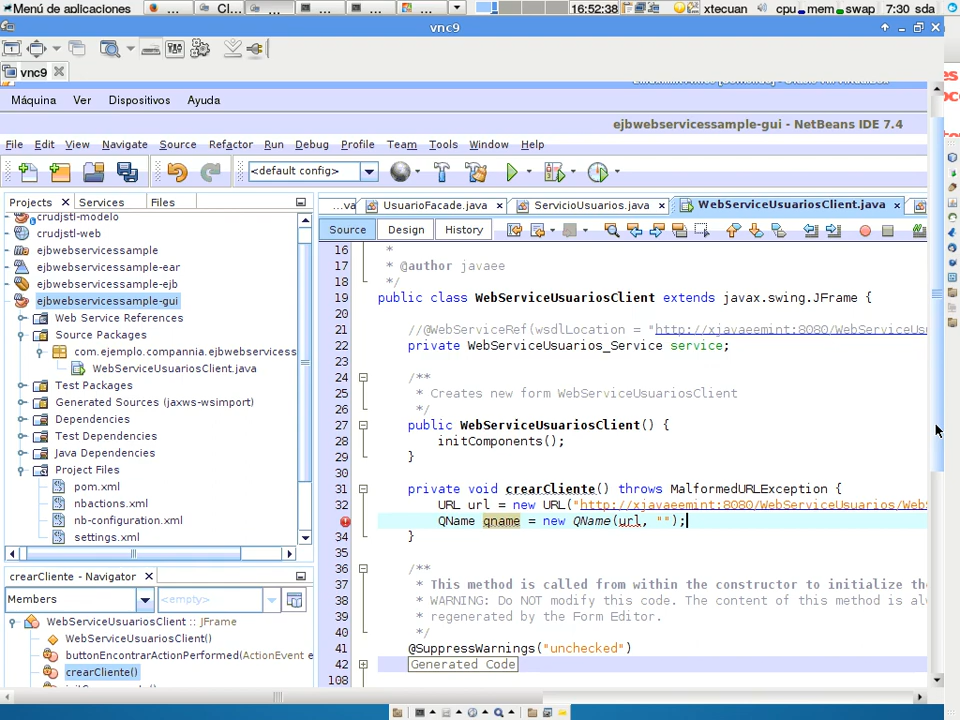 Menú de aplicaciones
...
Cl...
...
...
...
...
16:52:38
xtecuan
cpu
mem
swap
7:30 sda
vnc9
vnc9
Máquina Ver Dispositivos Ayuda
ejbwebservicessample-gui - NetBeans IDE 7.4
File Edit View Navigate Source Refactor Run Debug Profile Team Tools Window Help
<default config>
Projects
Services
Files
...va
UsuarioFacade.java
ServicioUsuarios.java
WebServiceUsuariosClient.java
Source
Design
History
crudjstl-modelo
crudjstl-web
ejbwebservicessample
ejbwebservicessample-ear
ejbwebservicessample-ejb
ejbwebservicessample-gui
Web Service References
Source Packages
com.ejemplo.compannia.ejbwebservicess
WebServiceUsuariosClient.java
Test Packages
Generated Sources (jaxws-wsimport)
Dependencies
Test Dependencies
Java Dependencies
Project Files
pom.xml
nbactions.xml
nb-configuration.xml
settings.xml
crearCliente - Navigator
Members
<empty>
WebServiceUsuariosClient :: JFrame
WebServiceUsuariosClient()
buttonEncontrarActionPerformed(ActionEvent e
crearCliente()
16 *
17 * @author javaee
18 */
19 public class WebServiceUsuariosClient extends javax.swing.JFrame {
20
21 //@WebServiceRef(wsdlLocation = "http://xjavaeemint:8080/WebServiceUs
22 private WebServiceUsuarios_Service service;
23
24 /**
25 * Creates new form WebServiceUsuariosClient
26 */
27 public WebServiceUsuariosClient() {
28 initComponents();
29 }
30
31 private void crearCliente() throws MalformedURLException {
32 URL url = new URL("http://xjavaeemint:8080/WebServiceUsuarios/Web
QName qname = new QName(url, "");
34 }
35
36 /**
37 * This method is called from within the constructor to initialize the
38 * WARNING: Do NOT modify this code. The content of this method is al
39 * regenerated by the Form Editor.
40 */
41 @SuppressWarnings("unchecked")
42 Generated Code
108